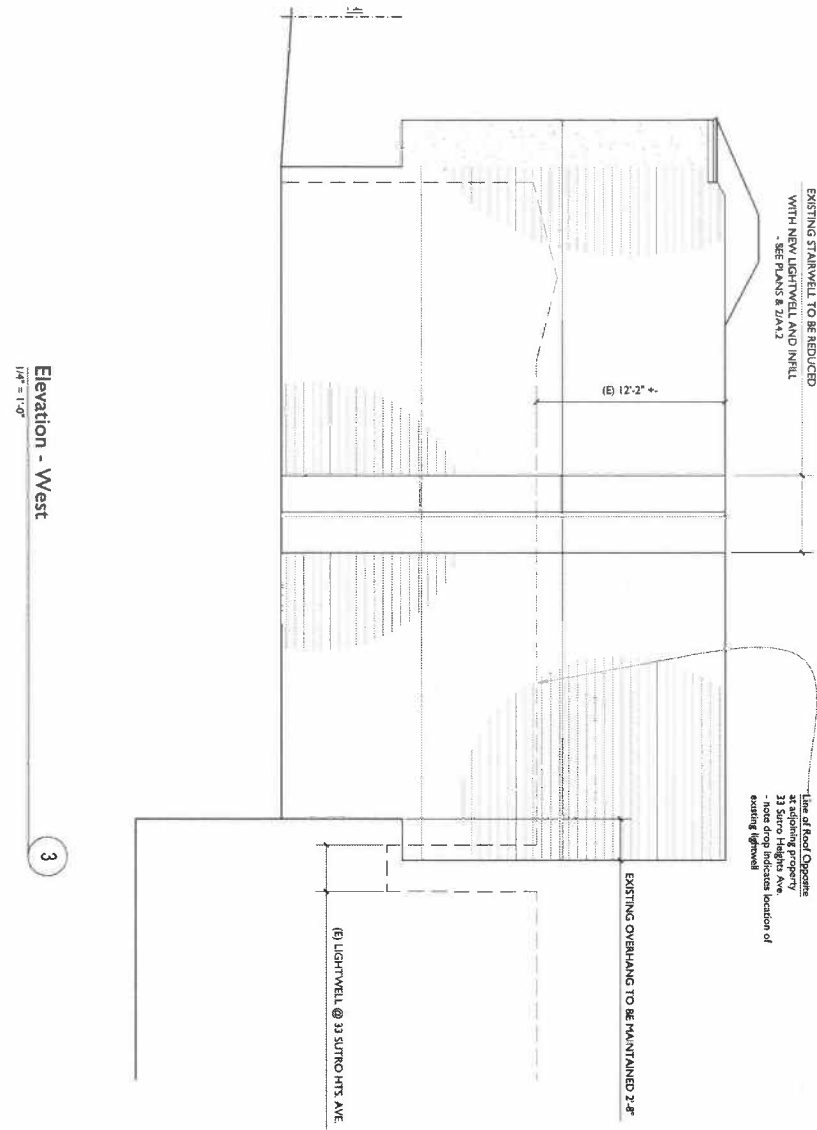 EXISTING STAIRWELL TO BE REDUCED
WITH NEW LIGHTWELL AND INFILL
- SEE PLANS & 2/A4.2
(E) 12'-2" +-
Line of Roof Opposite
at adjoining property
33 Sutro Heights Ave.
- note drop indicates location of
existing lightwell
EXISTING OVERHANG TO BE MAINTAINED 2'-8"
(E) LIGHTWELL @ 33 SUTRO HTS. AVE.
Elevation - West
1/4" = 1'-0"
3